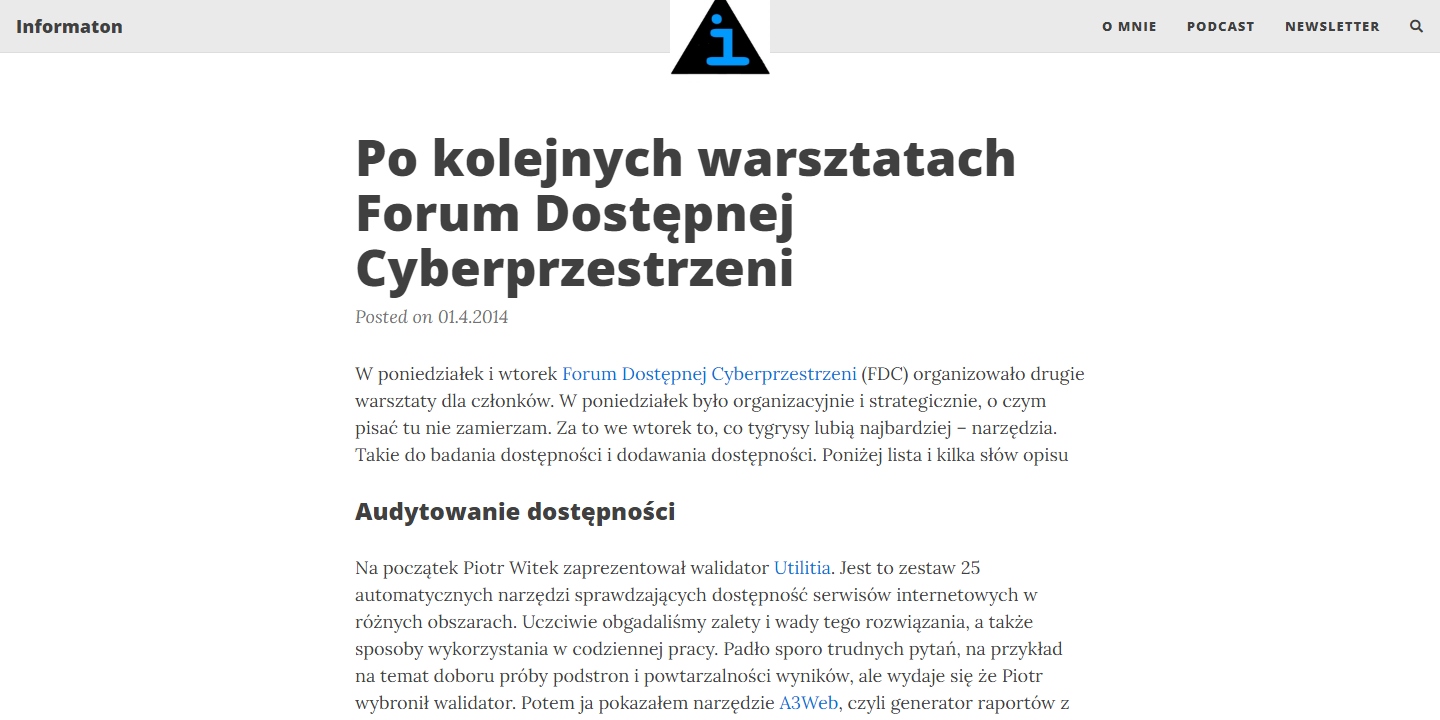 Informaton
i
O MNIE
PODCAST
NEWSLETTER
Po kolejnych warsztatach
Forum Dostępnej
Cyberprzestrzeni
Posted on 01.4.2014
W poniedziałek i wtorek Forum Dostępnej Cyberprzestrzeni (FDC) organizowało drugie
warsztaty dla członków. W poniedziałek było organizacyjnie i strategicznie, o czym
pisać tu nie zamierzam. Za to we wtorek to, co tygrysy lubią najbardziej – narzędzia.
Takie do badania dostępności i dodawania dostępności. Poniżej lista i kilka słów opisu
Audytowanie dostępności
Na początek Piotr Witek zaprezentował walidator Utilitia. Jest to zestaw 25
automatycznych narzędzi sprawdzających dostępność serwisów internetowych w
różnych obszarach. Uczciwie obgadaliśmy zalety i wady tego rozwiązania, a także
sposoby wykorzystania w codziennej pracy. Padło sporo trudnych pytań, na przykład
na temat doboru próby podstron i powtarzalności wyników, ale wydaje się że Piotr
wybronił walidator. Potem ja pokazałem narzędzie A3Web, czyli generator raportów z